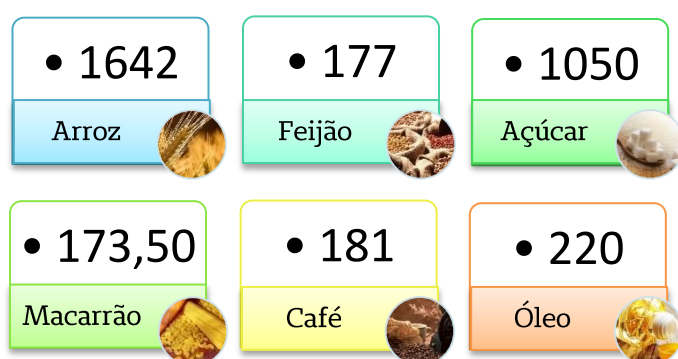 • 1642
Arroz
• 177
Feijão
• 1050
Açúcar
• 173,50
Macarrão
• 181
Café
• 220
Óleo